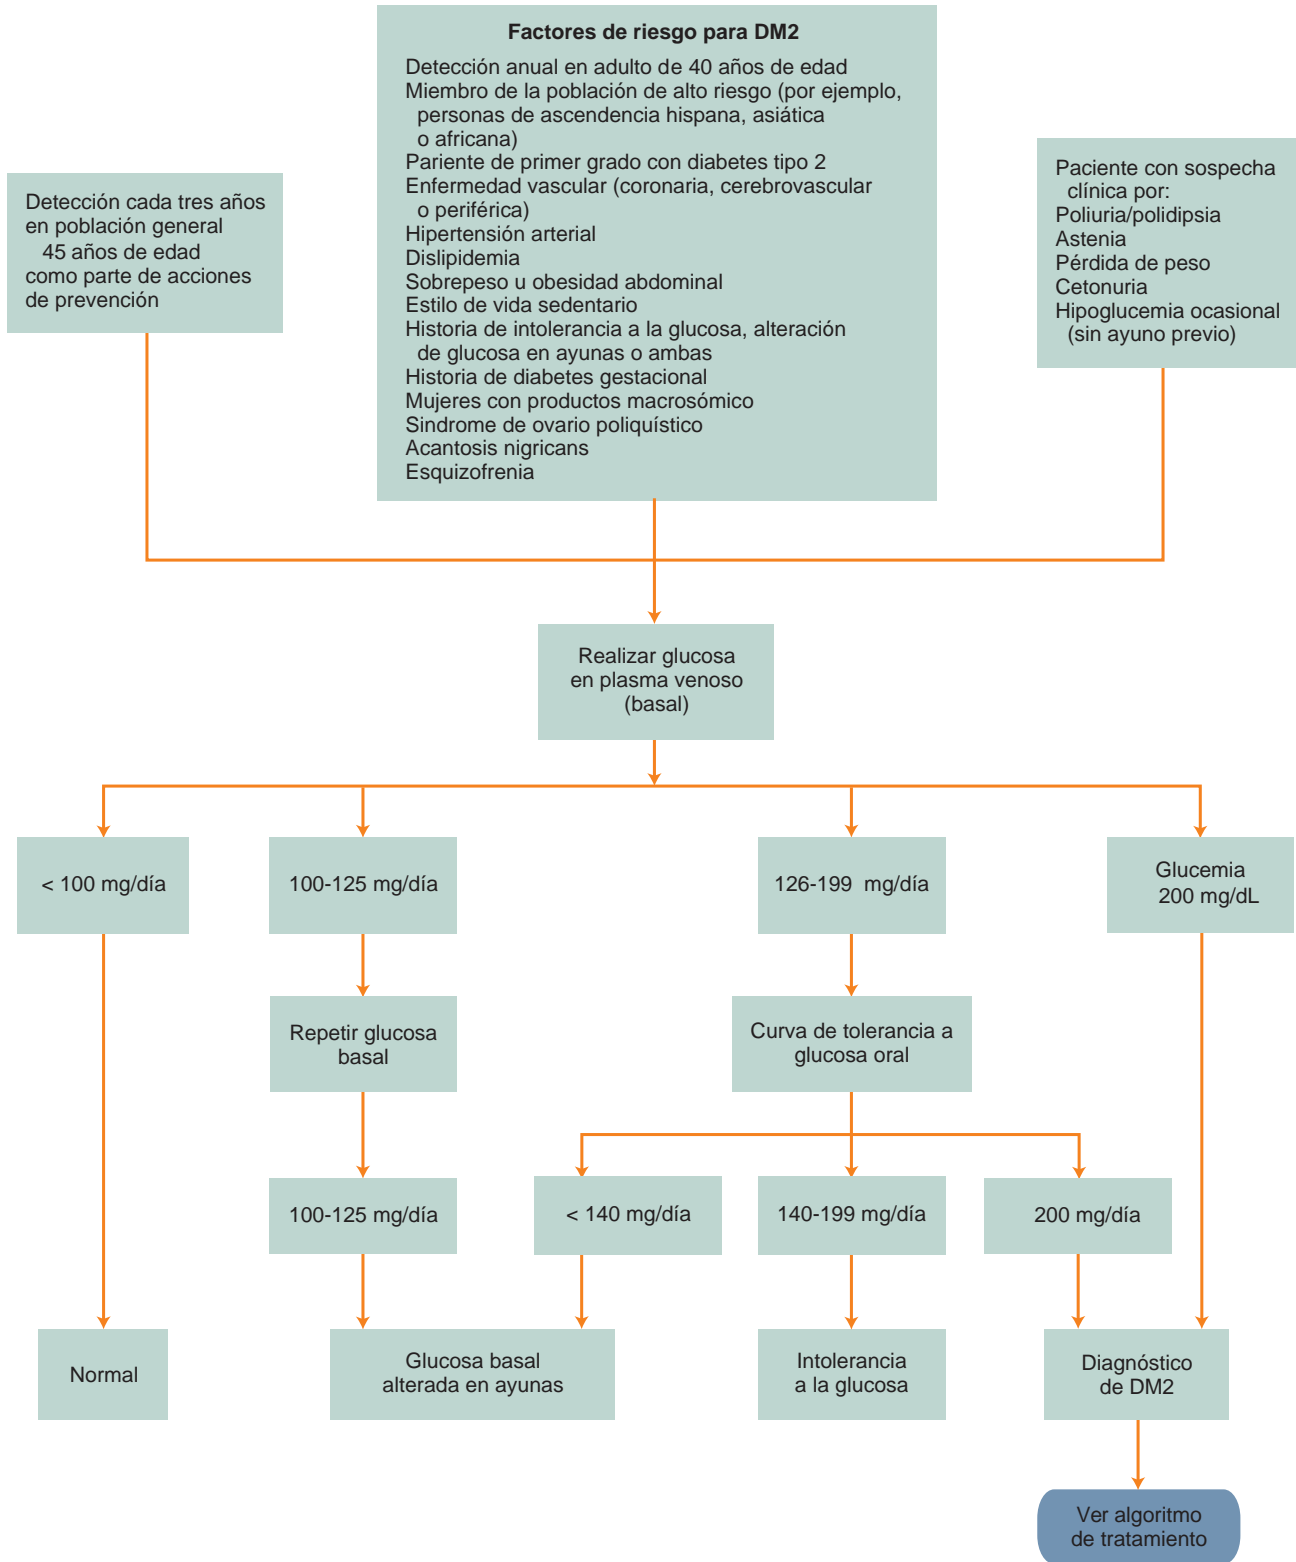 Factores de riesgo para DM2
Detección anual en adulto de 40 años de edad
Miembro de la población de alto riesgo (por ejemplo,
personas de ascendencia hispana, asiática
o africana)
Pariente de primer grado con diabetes tipo 2
Enfermedad vascular (coronaria, cerebrovascular
o periférica)
Hipertensión arterial
Dislipidemia
Sobrepeso u obesidad abdominal
Estilo de vida sedentario
Historia de intolerancia a la glucosa, alteración
de glucosa en ayunas o ambas
Historia de diabetes gestacional
Mujeres con productos macrosómico
Sindrome de ovario poliquístico
Acantosis nigricans
Esquizofrenia
Detección cada tres años
en población general
45 años de edad
como parte de acciones
de prevención
Paciente con sospecha
clínica por:
Poliuria/polidipsia
Astenia
Pérdida de peso
Cetonuria
Hipoglucemia ocasional
(sin ayuno previo)
Realizar glucosa
en plasma venoso
(basal)
< 100 mg/día
100-125 mg/día
126-199 mg/día
Glucemia
200 mg/dL
Repetir glucosa
basal
Curva de tolerancia a
glucosa oral
100-125 mg/día
< 140 mg/día
140-199 mg/día
200 mg/día
Normal
Glucosa basal
alterada en ayunas
Intolerancia
a la glucosa
Diagnóstico
de DM2
Ver algoritmo
de tratamiento